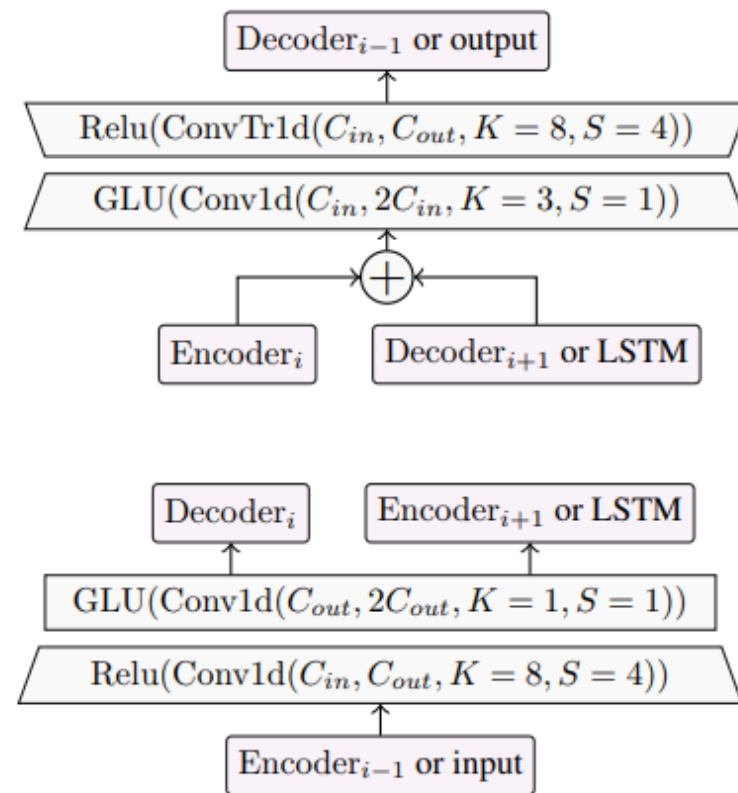 Decoder_{i−1} or output
Relu(ConvTr1d(C_{in}, C_{out}, K = 8, S = 4))
GLU(Conv1d(C_{in}, 2C_{in}, K = 3, S = 1))
+
Encoder_i Decoder_{i+1} or LSTM
Decoder_i Encoder_{i+1} or LSTM
GLU(Conv1d(C_{out}, 2C_{out}, K = 1, S = 1))
Relu(Conv1d(C_{in}, C_{out}, K = 8, S = 4))
Encoder_{i−1} or input